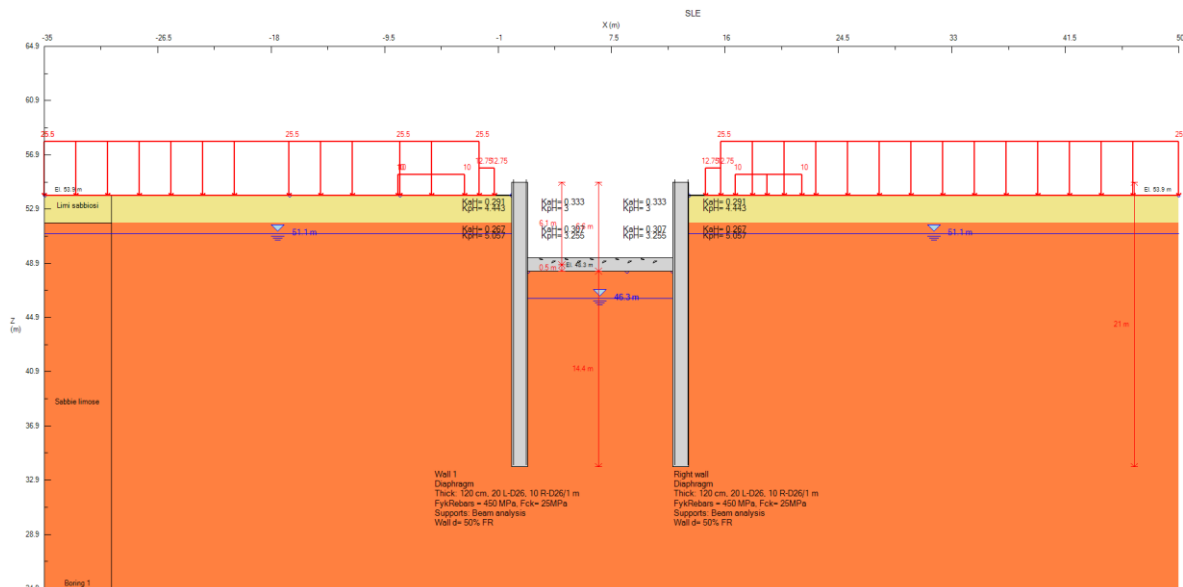 SLE
X (m)
-35 -26.5 -18 -9.5 -1 7.5 16 24.5 33 41.5 50
64.9
60.9
56.9
52.9
48.9
44.9
40.9
36.9
32.9
28.9
24.9
Z
(m)
25.5 25.5 25.5 25.5 25.5
12.75 12.75 12.75 12.75
10 10 10
El. 53.9 m El. 53.9 m
Limi sabbiosi
KaH= 0.291 KaH= 0.333 KaH= 0.333 KaH= 0.291
KpH= 4.443 KpH= 3 KpH= 3 KpH= 4.443
6.1 m
KaH= 0.267 KaH= 0.307 KaH= 0.307 KaH= 0.267
KpH= 5.057 KpH= 3.255 KpH= 3.255 KpH= 5.057
51.1 m 51.1 m
0.5 m El. 48.3 m
46.3 m
21 m
14.4 m
Sabbie limose
Wall 1
Diaphragm
Thick: 120 cm, 20 L-D26, 10 R-D26/1 m
FykRebars = 450 MPa, Fck= 25MPa
Supports: Beam analysis
Wall d= 50% FR
Right wall
Diaphragm
Thick: 120 cm, 20 L-D26, 10 R-D26/1 m
FykRebars = 450 MPa, Fck= 25MPa
Supports: Beam analysis
Wall d= 50% FR
Boring 1